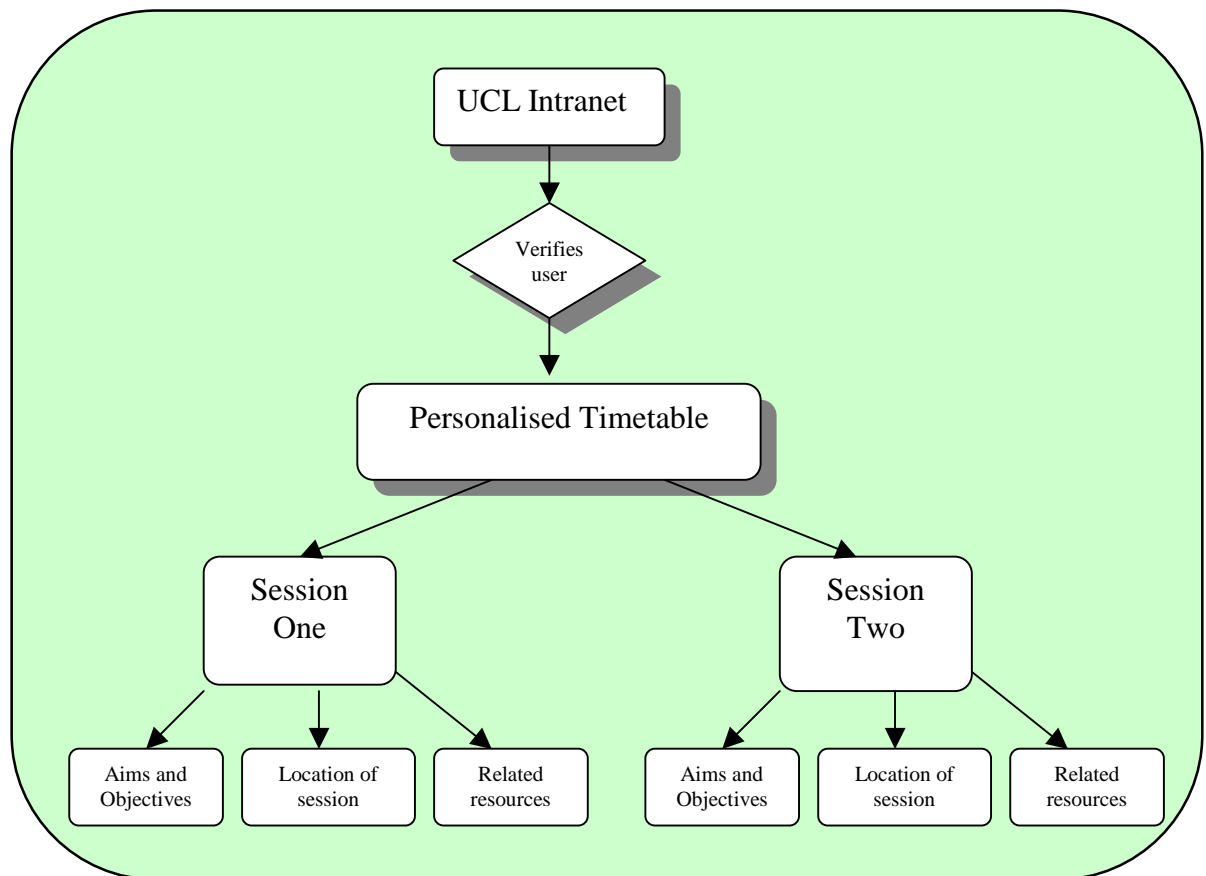 UCL Intranet
Verifies
user
Personalised Timetable
Session
One
Session
Two
Aims and
Objectives
Location of
session
Related
resources
Aims and
Objectives
Location of
session
Related
resources